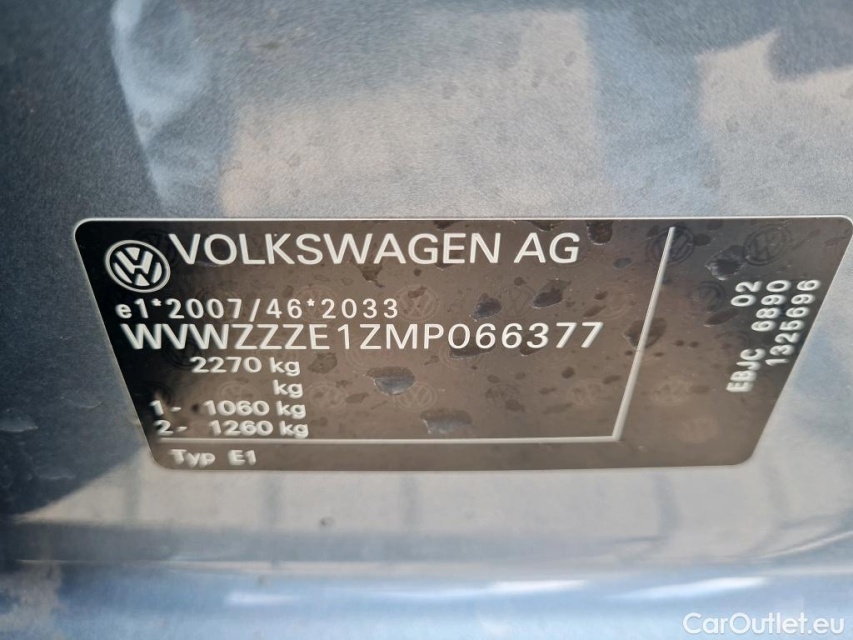 VOLKSWAGEN AG
e1*2007/46*2033
WVWZZZE1ZMP066377
2270 kg
kg
1- 1060 kg
2- 1260 kg
Typ E1
02
EBJC 6890
1325696
CarOutlet.eu